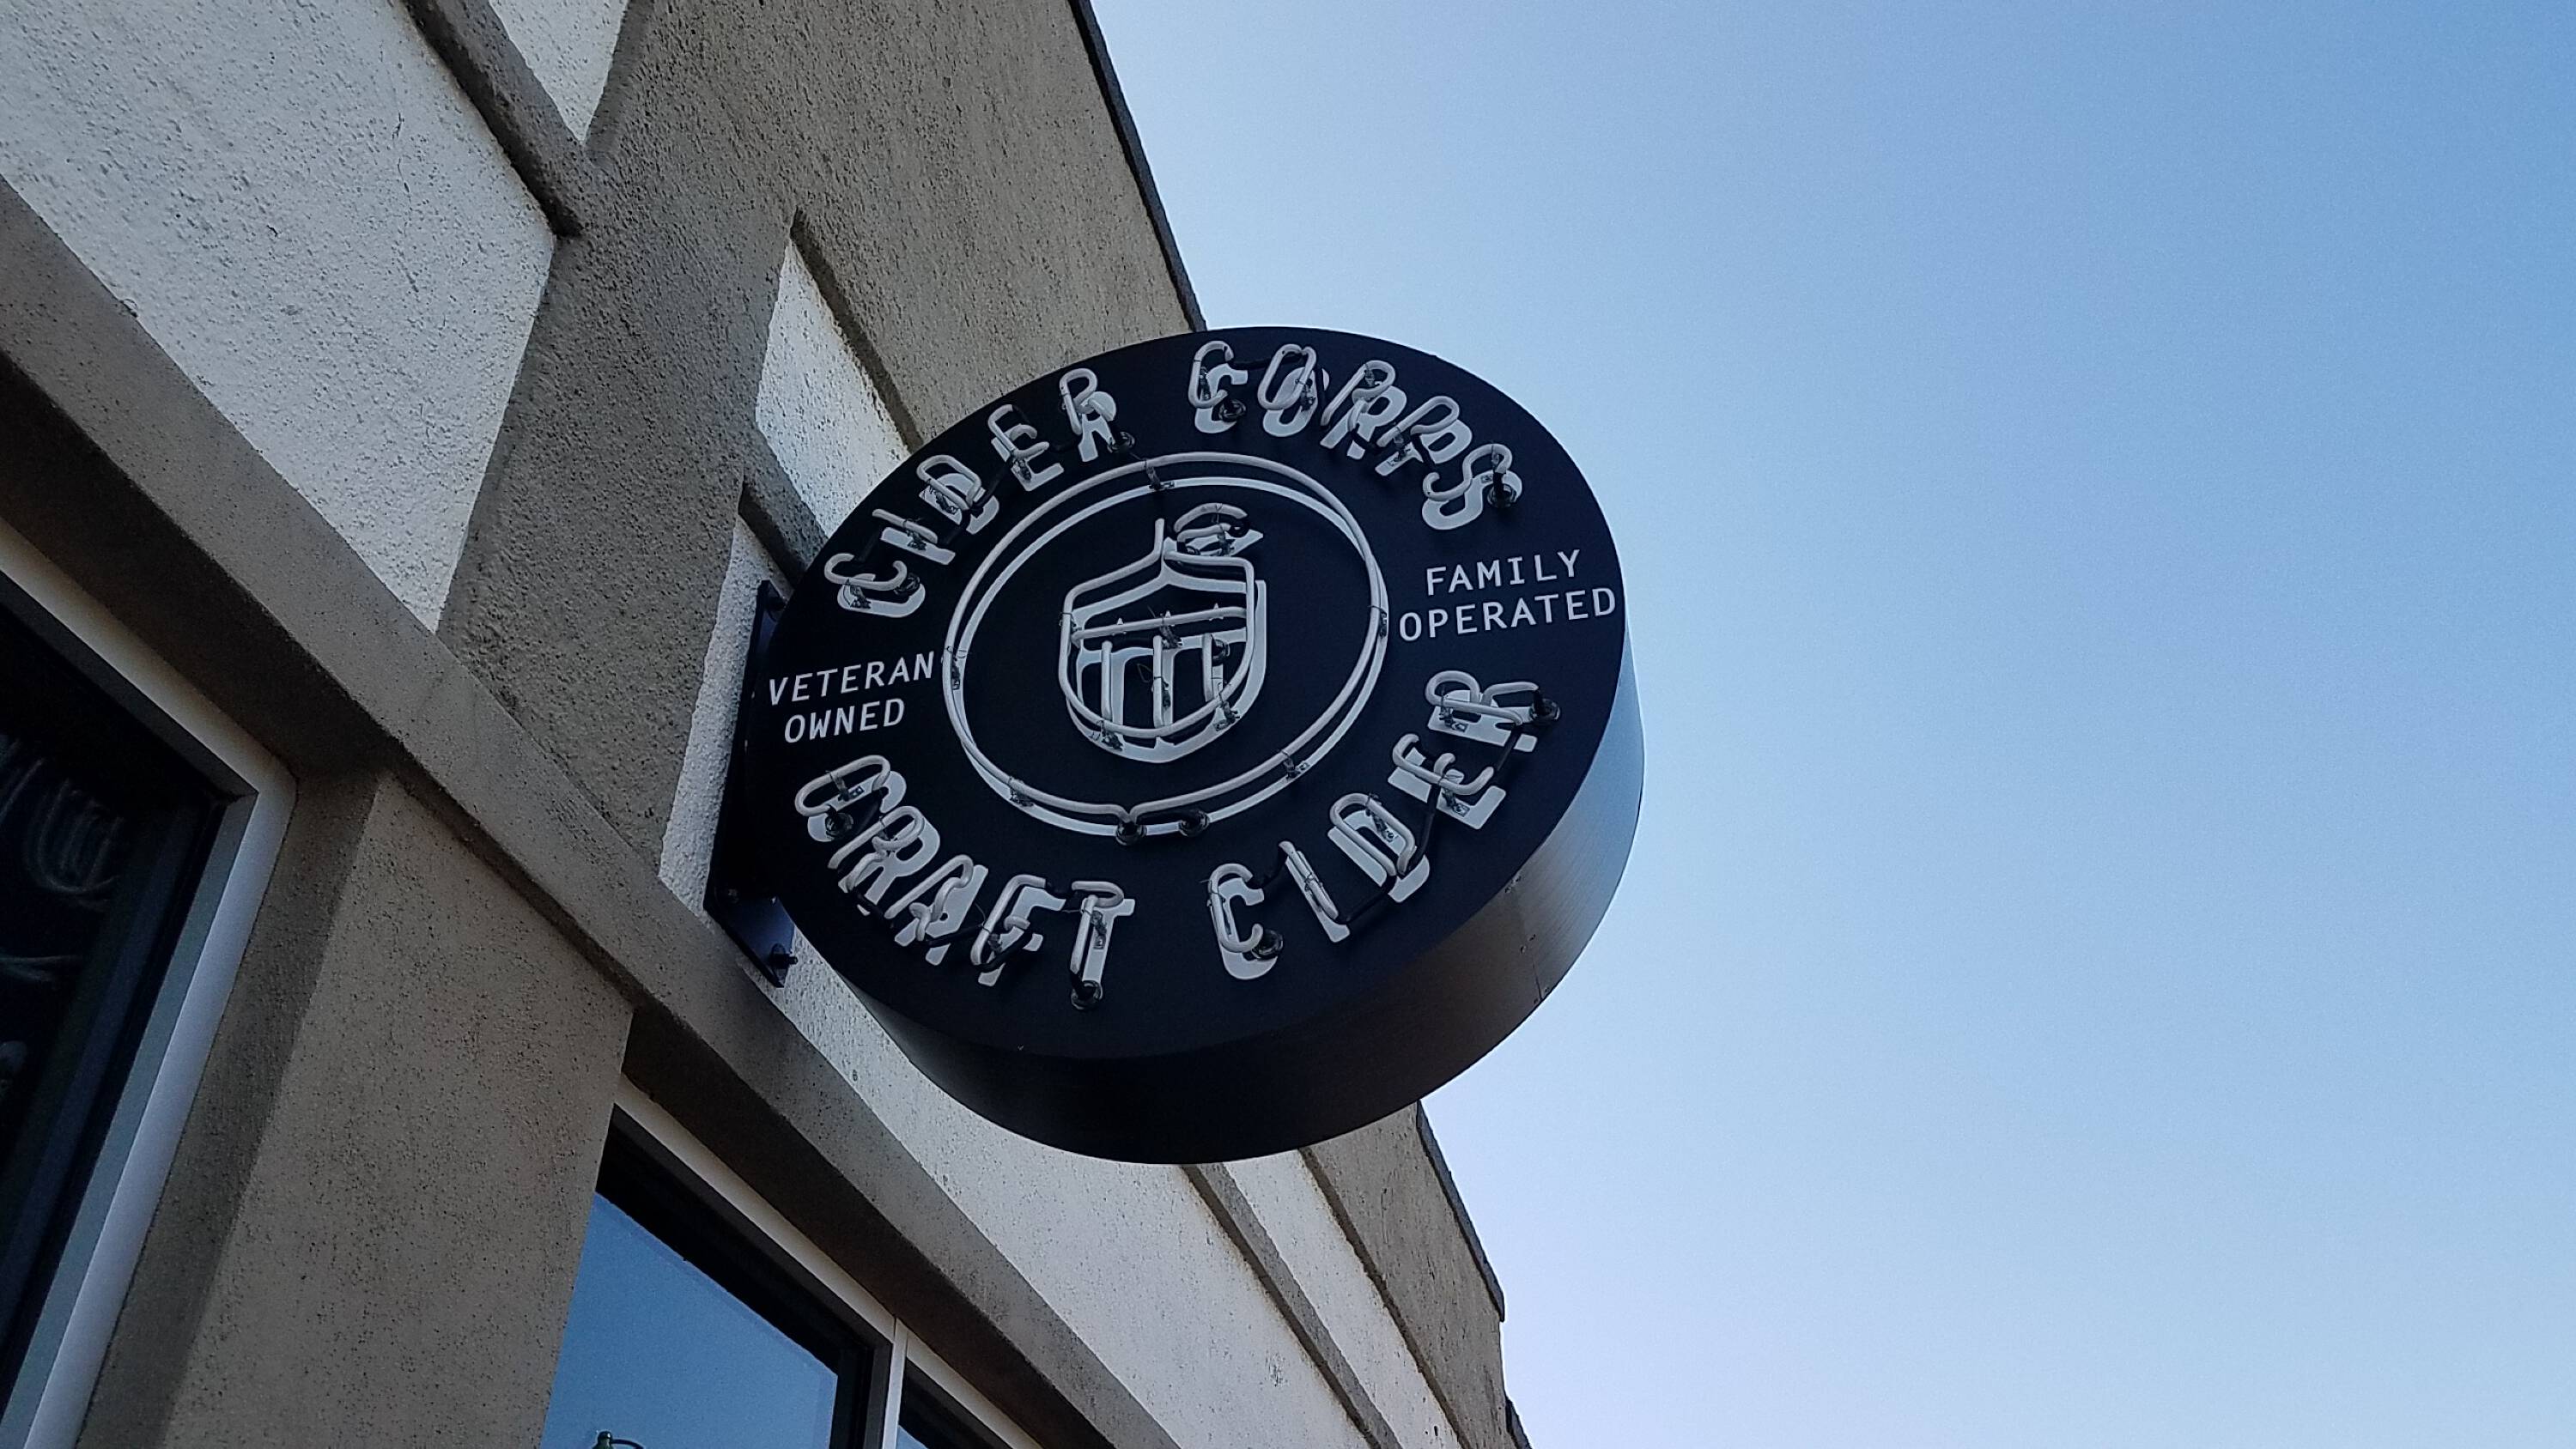 CIDER CORPS
VETERAN
OWNED
FAMILY
OPERATED
CRAFT CIDER